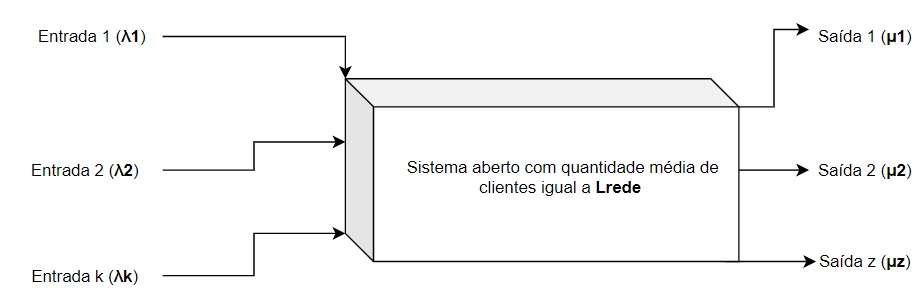 Entrada 1 (λ1)
Saída 1 (µ1)
Entrada 2 (λ2)
Sistema aberto com quantidade média de
clientes igual a Lrede
Saída 2 (µ2)
Entrada k (λk)
Saída z (µz)